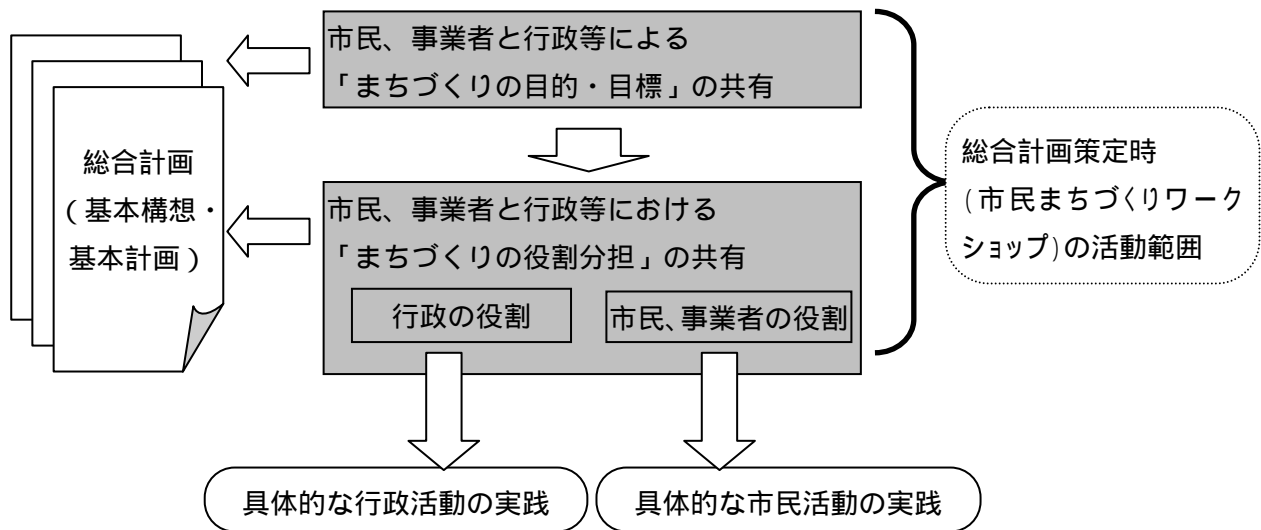 市民、事業者と行政等による
「まちづくりの目的・目標」の共有
総合計画
(基本構想・
基本計画)
市民、事業者と行政等における
「まちづくりの役割分担」の共有
行政の役割
市民、事業者の役割
総合計画策定時
(市民まちづくりワーク
ショップ)の活動範囲
具体的な行政活動の実践
具体的な市民活動の実践